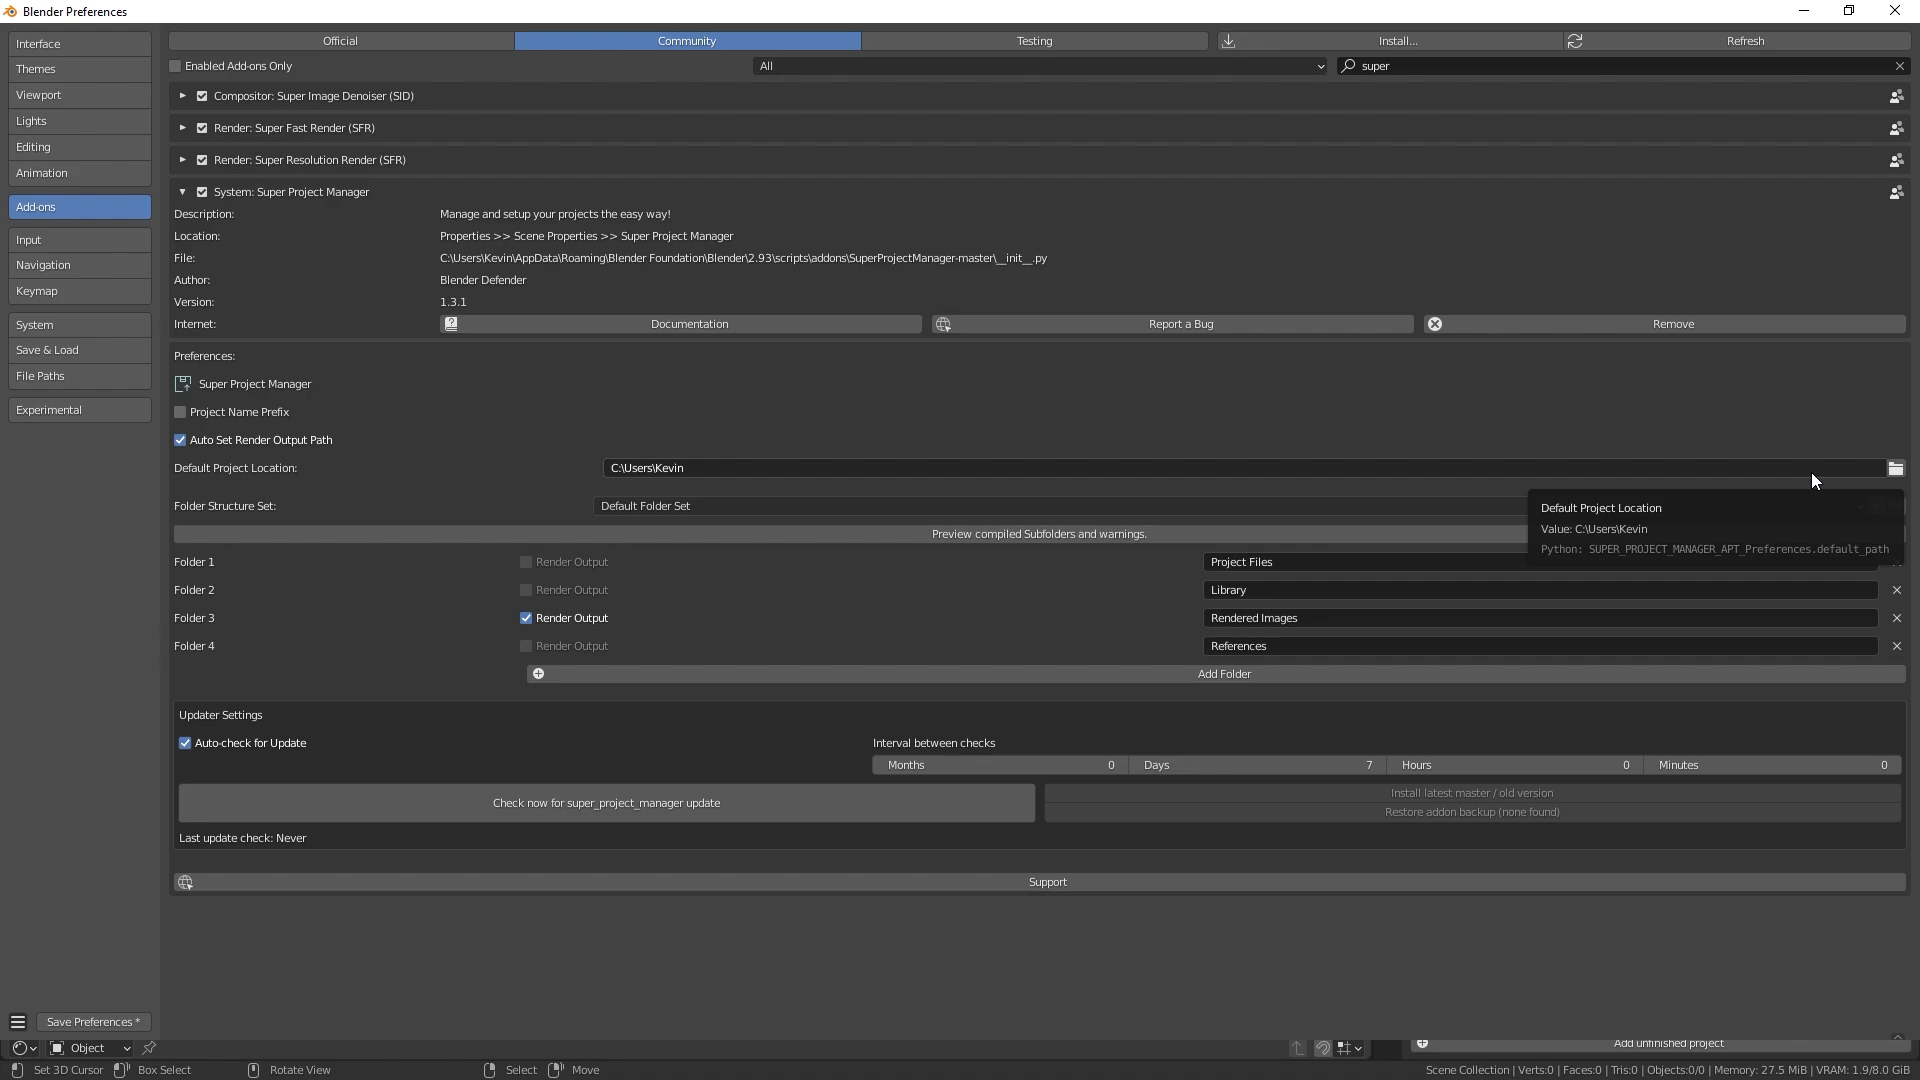 Blender Preferences
Interface
Themes
Viewport
Lights
Editing
Animation
Add-ons
Input
Navigation
Keymap
System
Save & Load
File Paths
Experimental
Save Preferences *
Official
Community
Testing
Install...
Refresh
Enabled Add-ons Only
All
super
Compositor: Super Image Denoiser (SID)
Render: Super Fast Render (SFR)
Render: Super Resolution Render (SFR)
System: Super Project Manager
Description: Manage and setup your projects the easy way!
Location: Properties >> Scene Properties >> Super Project Manager
File: C:\Users\Kevin\AppData\Roaming\Blender Foundation\Blender\2.93\scripts\addons\SuperProjectManager-master\__init__.py
Author: Blender Defender
Version: 1.3.1
Internet: Documentation Report a Bug Remove
Preferences:
Super Project Manager
Project Name Prefix
Auto Set Render Output Path
Default Project Location: C:\Users\Kevin
Folder Structure Set: Default Folder Set
Default Project Location
Value: C:\Users\Kevin
Python: SUPER_PROJECT_MANAGER_APT_Preferences.default_path
Preview compiled Subfolders and warnings.
Folder 1 Render Output Project Files
Folder 2 Render Output Library
Folder 3 Render Output Rendered Images
Folder 4 Render Output References
Add Folder
Updater Settings
Auto-check for Update
Interval between checks
Months 0 Days 7 Hours 0 Minutes 0
Check now for super_project_manager update
Install latest master / old version
Restore addon backup (none found)
Last update check: Never
Support
Object
Add unfinished project
Set 3D Cursor Box Select Rotate View Select Move
Scene Collection | Verts:0 | Faces:0 | Tris:0 | Objects:0/0 | Memory: 27.5 MiB | VRAM: 1.9/8.0 GiB